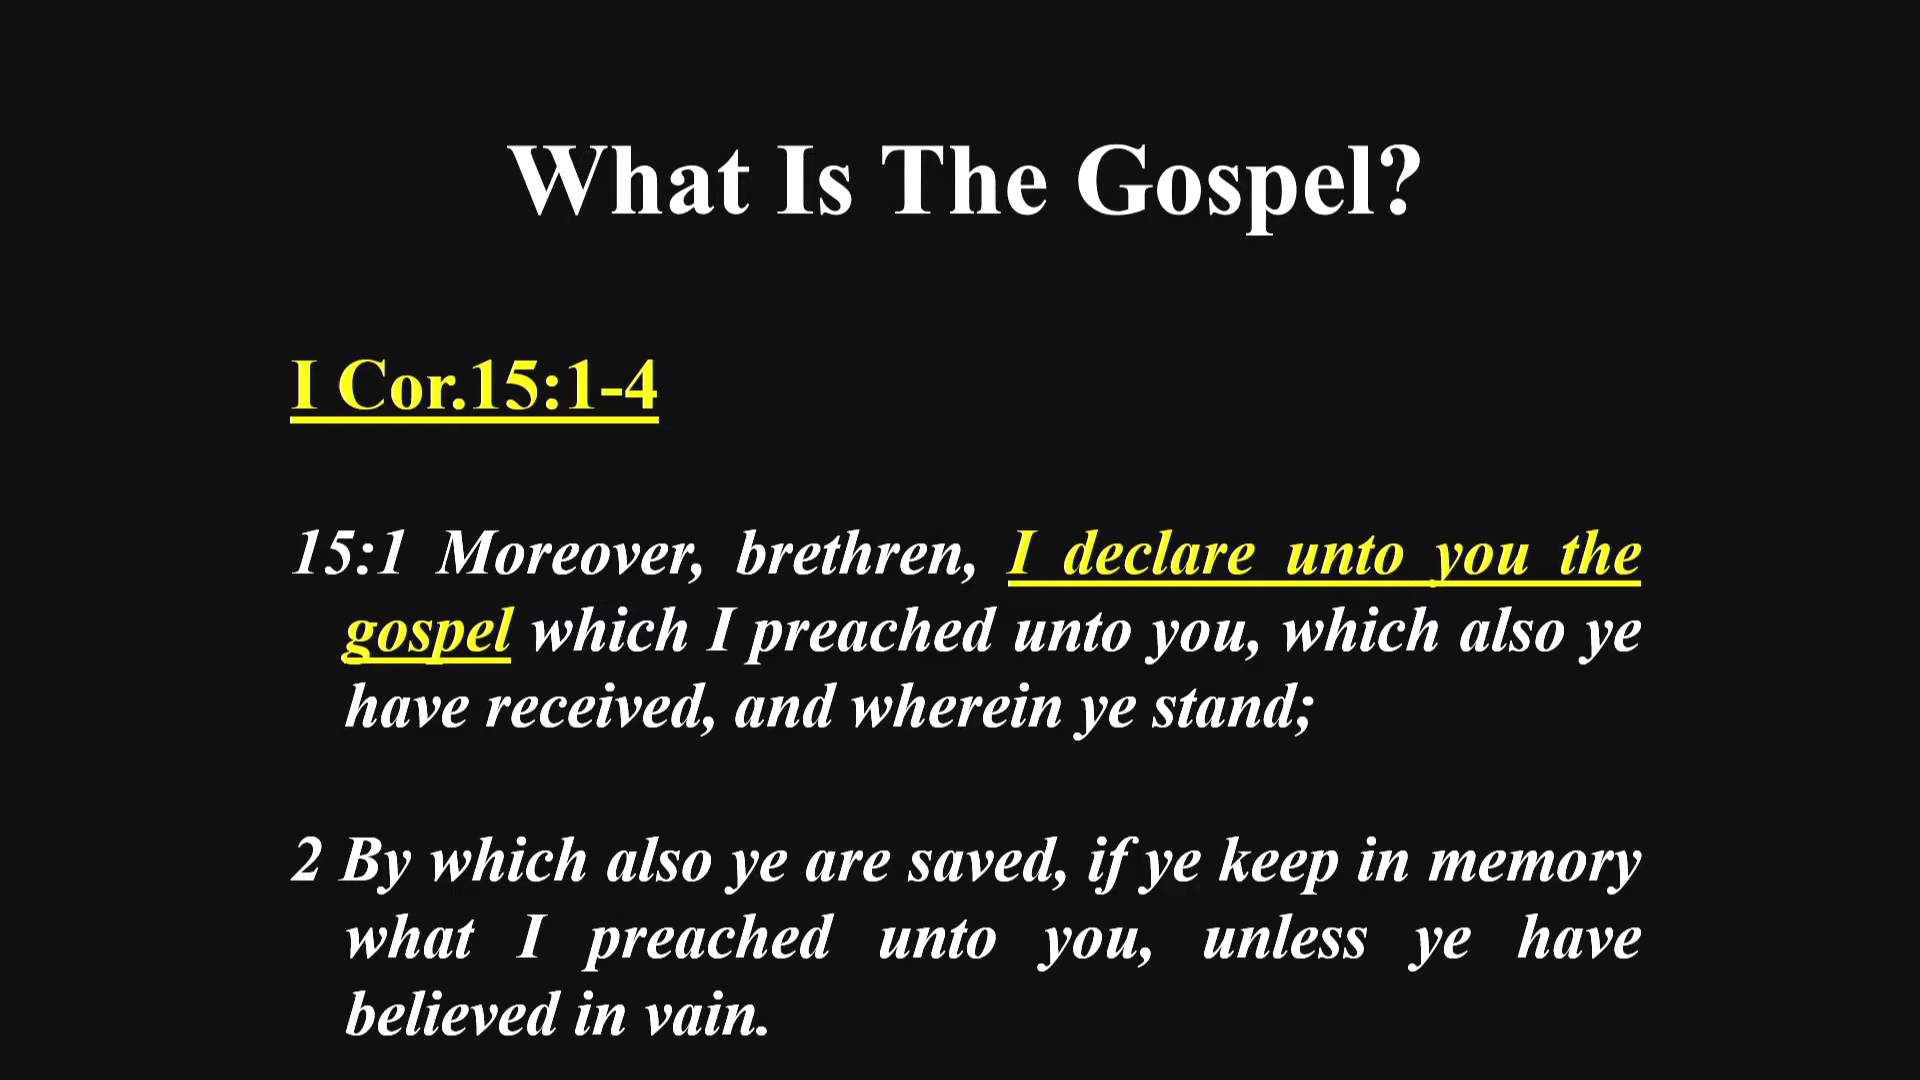 What Is The Gospel?
I Cor.15:1-4
15:1 Moreover, brethren, I declare unto you the
gospel which I preached unto you, which also ye
have received, and wherein ye stand;
2 By which also ye are saved, if ye keep in memory
what I preached unto you, unless ye have
believed in vain.